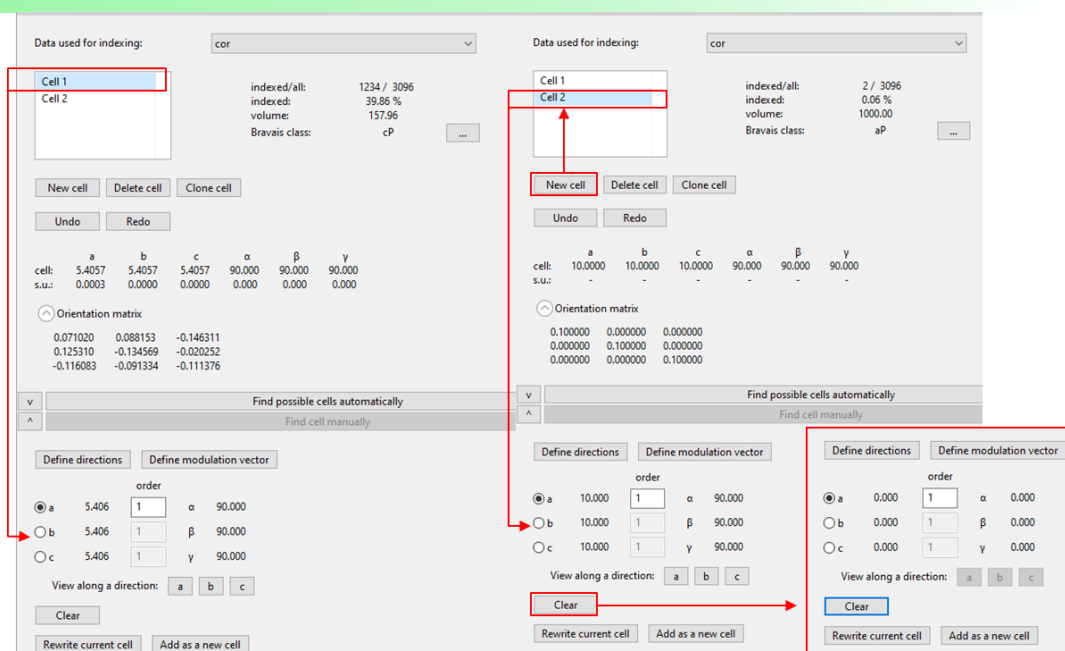 Data used for indexing: cor
Cell 1
Cell 2
indexed/all: 1234 / 3096
indexed: 39.86 %
volume: 157.96
Bravais class: cP ...
New cell Delete cell Clone cell
Undo Redo
a b c α β γ
cell: 5.4057 5.4057 5.4057 90.000 90.000 90.000
s.u.: 0.0003 0.0000 0.0000 0.000 0.000 0.000
Orientation matrix
0.071020 0.088153 -0.146311
0.125310 -0.134569 -0.020252
-0.116083 -0.091334 -0.111376
v Find possible cells automatically
^ Find cell manually
Define directions Define modulation vector
order
a 5.406 1 α 90.000
b 5.406 1 β 90.000
c 5.406 1 γ 90.000
View along a direction: a b c
Clear
Rewrite current cell Add as a new cell
Data used for indexing: cor
Cell 1
Cell 2
indexed/all: 2 / 3096
indexed: 0.06 %
volume: 1000.00
Bravais class: aP ...
New cell Delete cell Clone cell
Undo Redo
a b c α β γ
cell: 10.0000 10.0000 10.0000 90.000 90.000 90.000
s.u.: - - - - - -
Orientation matrix
0.100000 0.000000 0.000000
0.000000 0.100000 0.000000
0.000000 0.000000 0.100000
v Find possible cells automatically
^ Find cell manually
Define directions Define modulation vector
order
a 10.000 1 α 90.000
b 10.000 1 β 90.000
c 10.000 1 γ 90.000
View along a direction: a b c
Clear
Rewrite current cell Add as a new cell
Define directions Define modulation vector
order
a 0.000 1 α 0.000
b 0.000 1 β 0.000
c 0.000 1 γ 0.000
View along a direction: a b c
Clear
Rewrite current cell Add as a new cell